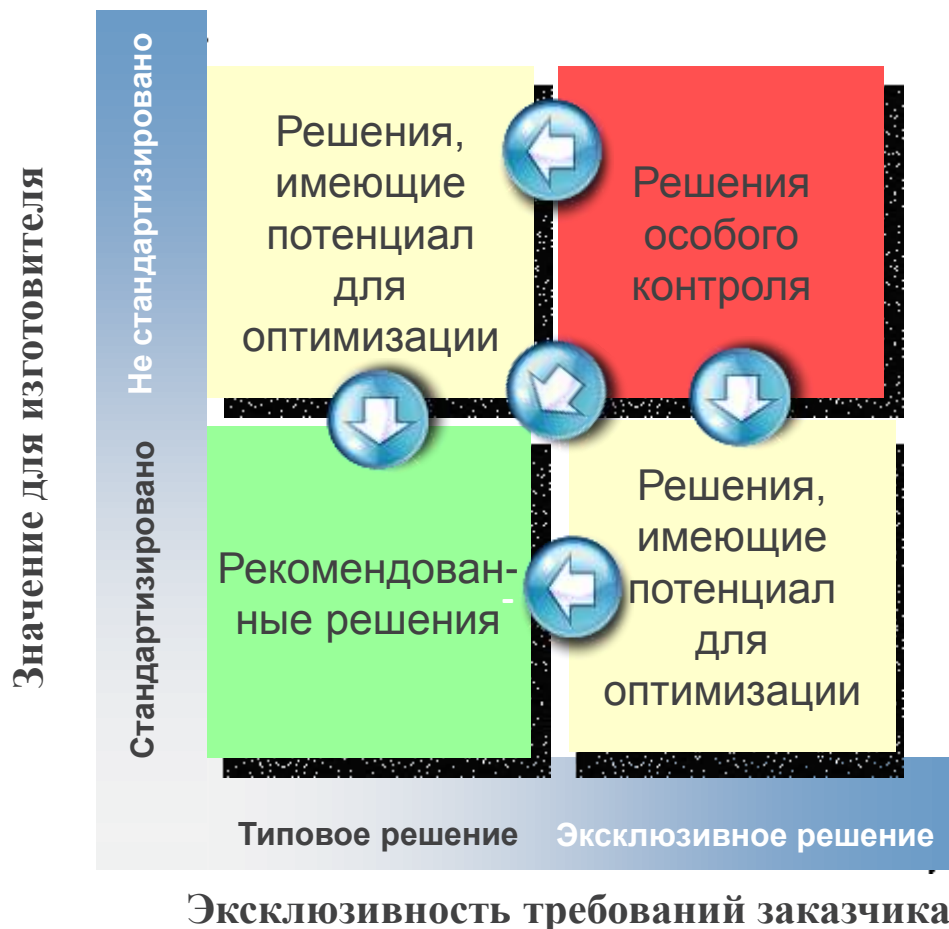 Значение для изготовителя
Не стандартизировано
Стандартизировано
Решения,
имеющие
потенциал
для
оптимизации
Решения
особого
контроля
Рекомендован-
ные решения
Решения,
имеющие
потенциал
для
оптимизации
Типовое решение
Эксклюзивное решение
Эксклюзивность требований заказчика